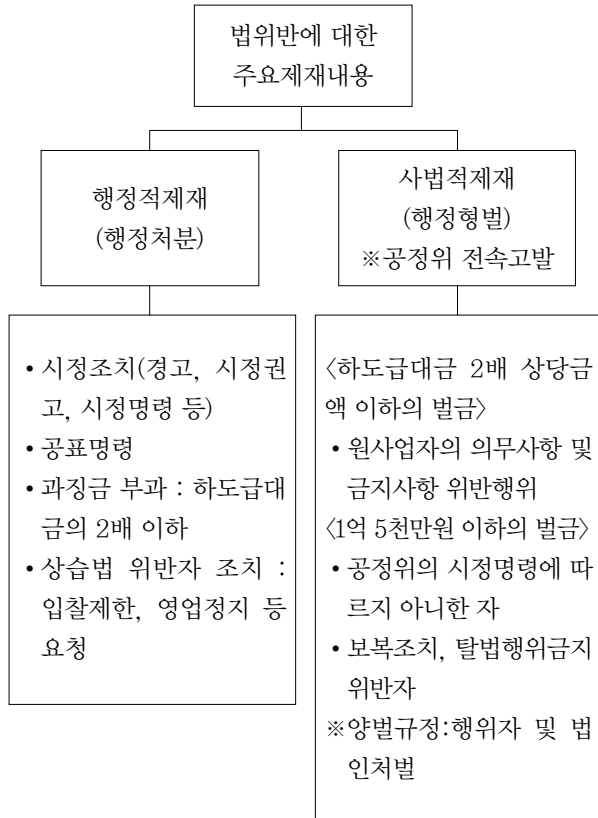 법위반에 대한
주요제재내용
행정적제재
(행정처분)
사법적제재
(행정형벌)
※공정위 전속고발
• 시정조치(경고, 시정권
고, 시정명령 등)
• 공표명령
• 과징금 부과 : 하도급대
금의 2배 이하
• 상습법 위반자 조치 :
입찰제한, 영업정지 등
요청
〈하도급대금 2배 상당금
액 이하의 벌금〉
• 원사업자의 의무사항 및
금지사항 위반행위
〈1억 5천만원 이하의 벌금〉
• 공정위의 시정명령에 따
르지 아니한 자
• 보복조치, 탈법행위금지
위반자
※양벌규정:행위자 및 법
인처벌